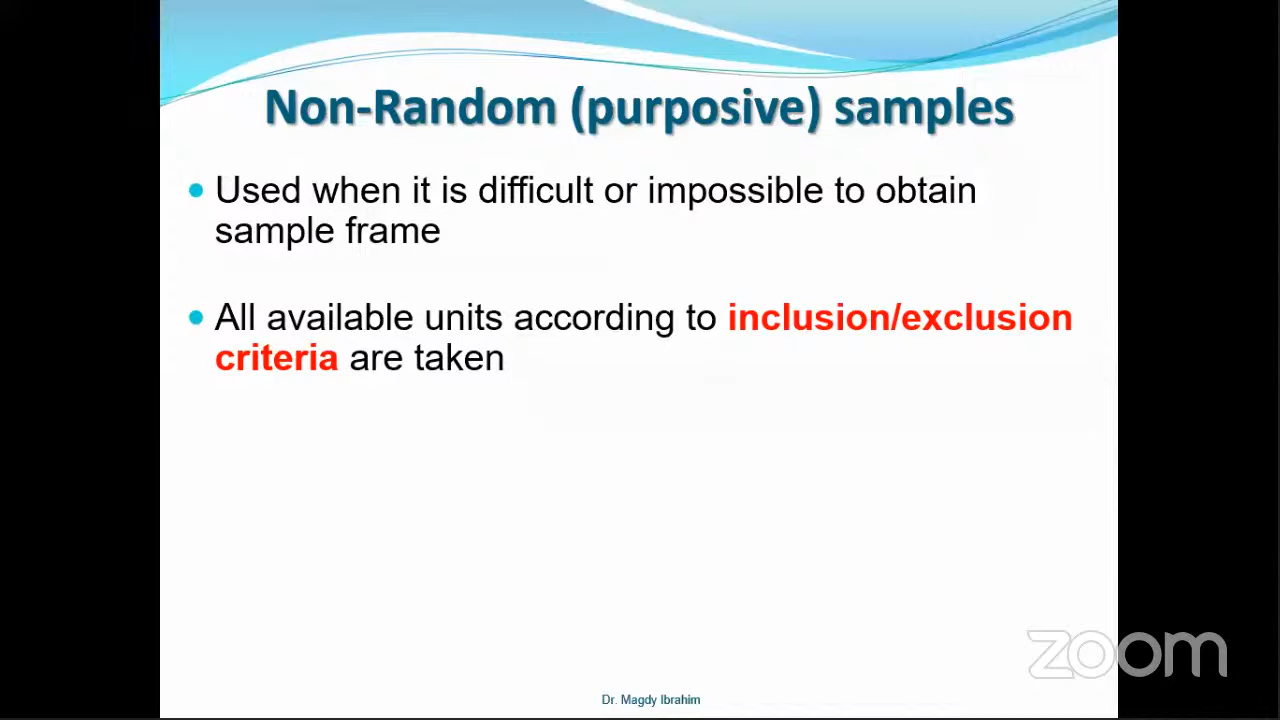 Non-Random (purposive) samples
• Used when it is difficult or impossible to obtain
sample frame
• All available units according to inclusion/exclusion
criteria are taken
zoom
Dr. Magdy Ibrahim